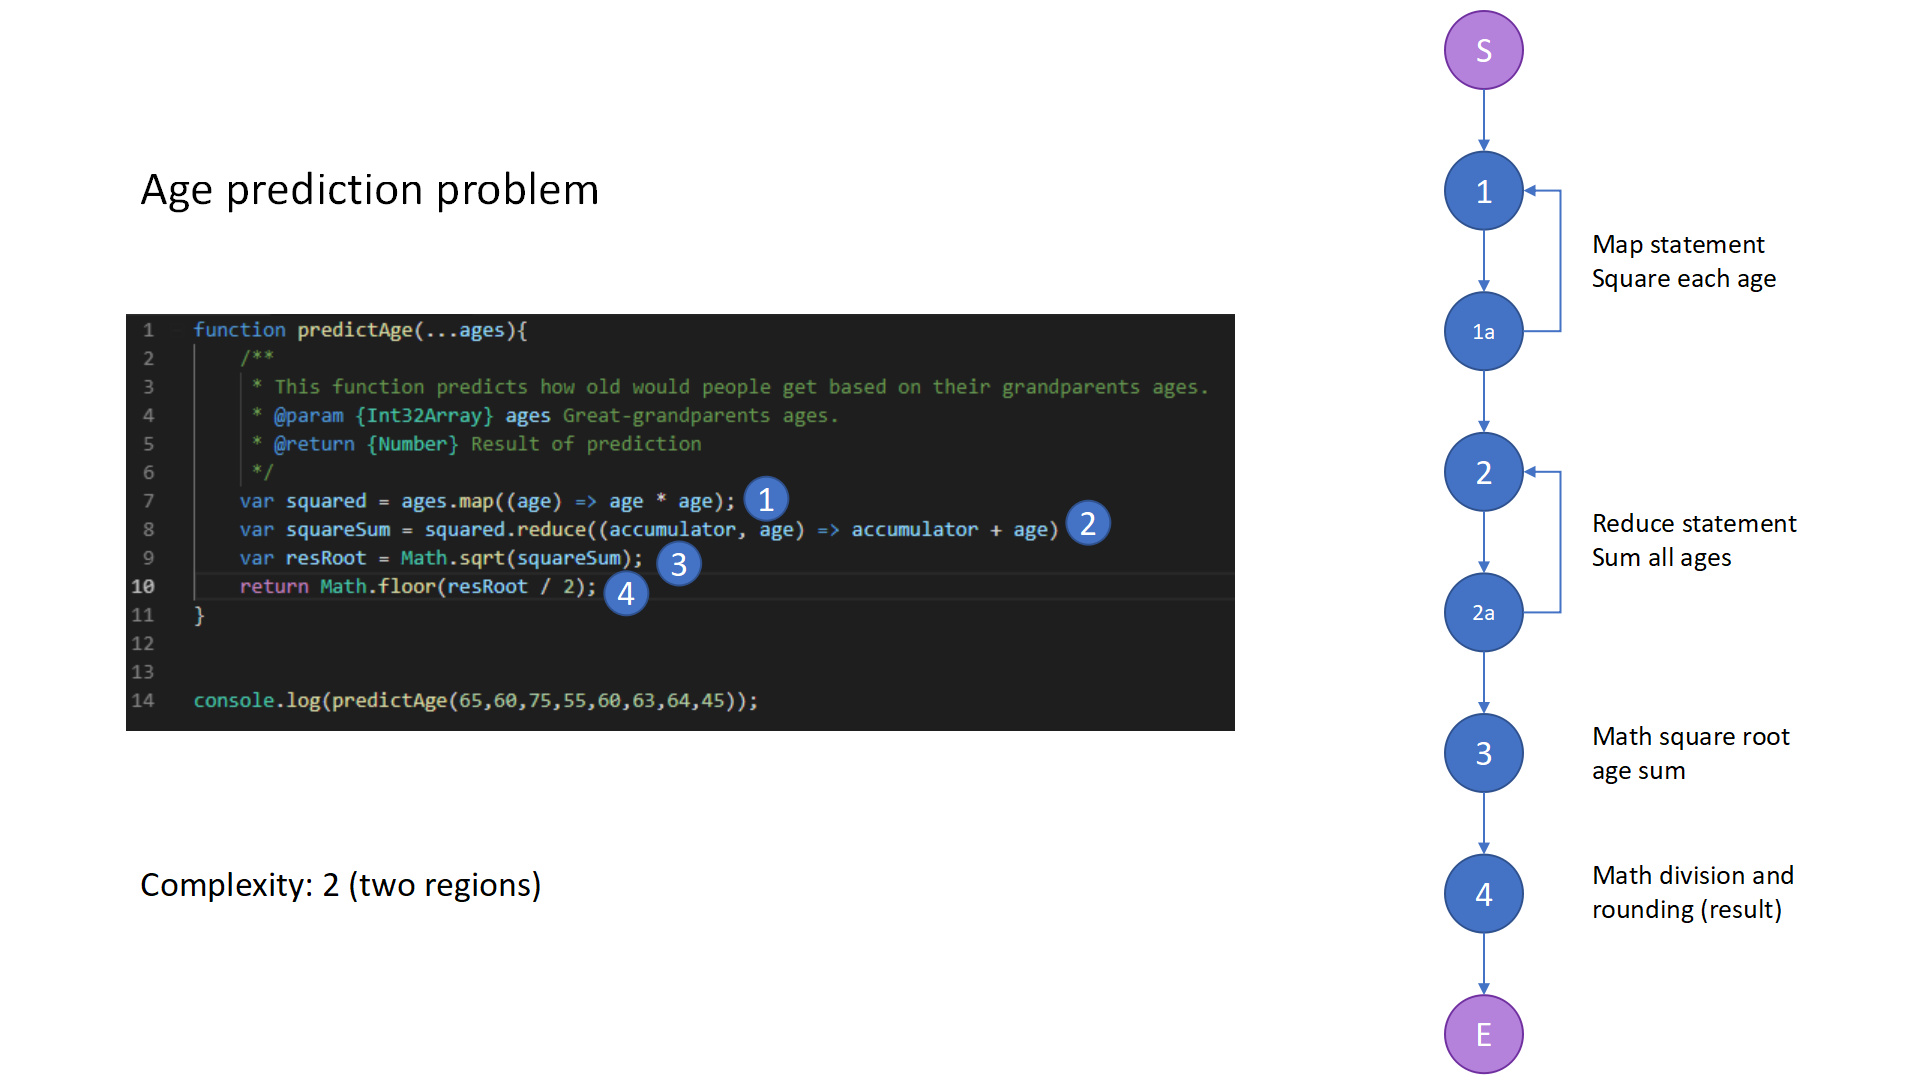 Age prediction problem
1 function predictAge(...ages){
2 /**
3 * This function predicts how old would people get based on their grandparents ages.
4 * @param {Int32Array} ages Great-grandparents ages.
5 * @return {Number} Result of prediction
6 */
7 var squared = ages.map((age) => age * age); 1
8 var squareSum = squared.reduce((accumulator, age) => accumulator + age) 2
9 var resRoot = Math.sqrt(squareSum); 3
10 return Math.floor(resRoot / 2); 4
11 }
12
13
14 console.log(predictAge(65,60,75,55,60,63,64,45));
Complexity: 2 (two regions)
S
1
Map statement
Square each age
1a
2
Reduce statement
Sum all ages
2a
3
Math square root
age sum
4
Math division and
rounding (result)
E